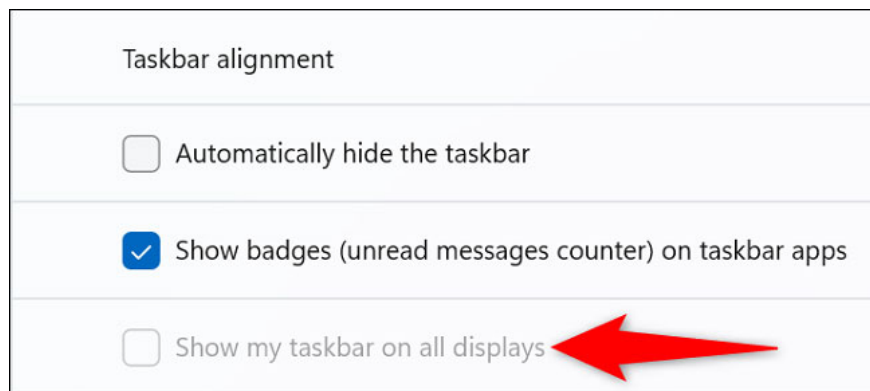 Taskbar alignment
Automatically hide the taskbar
Show badges (unread messages counter) on taskbar apps
Show my taskbar on all displays